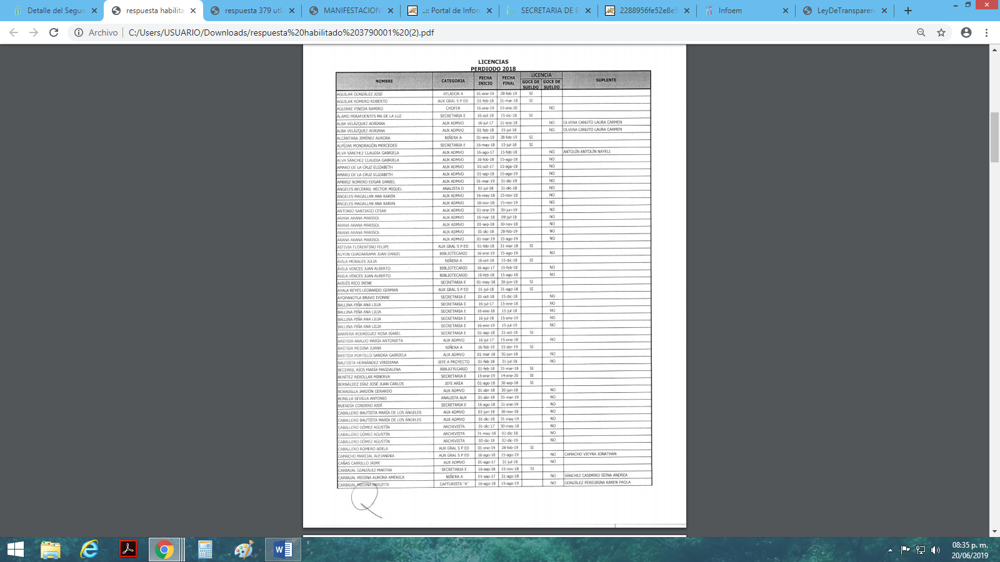 Detalle del Seguir
respuesta habilita
respuesta 379 ut0
MANIFESTACION
..:: Portal de Infor
SECRETARIA DE E
2288956fe52e8e5
Infoem
LeyDeTransparen
Archivo
C:/Users/USUARIO/Downloads/respuesta%20habilitado%203790001%20(2).pdf
LICENCIAS
PERDIODO 2018
NOMBRE CATEGORIA FECHA INICIO FECHA FINAL LICENCIA GOCE DE SUELDO GOCE DE SUELDO SUPLENTE
AGUILAR GONZÁLEZ JOSÉ VELADOR A 01-ene-19 28-feb-19 SI
AGUILAR ROMERO ROBERTO AUX GRAL S P ED 01-feb-18 31-mar-18 SI
AGUIRRE PINEDA RAMIRO CHOFER 16-ene-19 15-ene-20 NO
ÁLAMO MIRAFUENTES MA DE LA LUZ SECRETARIA E 16-oct-18 15-dic-18 SI
ALBA VELÁZQUEZ ADRIANA AUX ADMVO 16-jul-17 31-ene-18 NO OLVERA CANUTO LAURA CARMEN
ALBA VELÁZQUEZ ADRIANA AUX ADMVO 01-feb-18 15-jul-18 NO OLVERA CANUTO LAURA CARMEN
ALCÁNTARA JIMÉNEZ AURORA NIÑERA A 01-ene-19 28-feb-19 SI
ALPÍZAR MONDRAGÓN MERCEDES SECRETARIA E 16-may-18 15-jul-18 SI
ALVA SÁNCHEZ CLAUDIA GABRIELA AUX ADMVO 16-ago-17 15-feb-18 NO ANTOLÍN ANTOLÍN NAYELI
ALVA SÁNCHEZ CLAUDIA GABRIELA AUX ADMVO 16-feb-18 15-ago-18 NO
AMARO DE LA CRUZ ELIZABETH AUX ADMVO 01-oct-17 15-ago-18 NO
AMARO DE LA CRUZ ELIZABETH AUX ADMVO 01-sep-18 15-ago-19 NO
AMBRIZ ROMERO EDGAR DANIEL AUX ADMVO 01-mar-19 31-dic-19 NO
ÁNGELES BECERRIL HÉCTOR MIGUEL ANALISTA D 01-jul-18 31-dic-18 NO
ÁNGELES MAGALLAN ANA KAREN AUX ADMVO 16-may-18 15-nov-18 NO
ÁNGELES MAGALLAN ANA KAREN AUX ADMVO 16-nov-18 15-nov-19 NO
ANTONIO SANTIAGO CESAR AUX ADMVO 01-ene-19 30-jun-19 NO
ARANA ARANA MARISOL AUX ADMVO 16-mar-18 09-jul-18 NO
ARANA ARANA MARISOL AUX ADMVO 01-sep-18 30-nov-18 NO
ARANA ARANA MARISOL AUX ADMVO 01-dic-18 28-feb-19 NO
ARANA ARANA MARISOL AUX ADMVO 01-mar-19 15-ago-19 NO
ASTIVIA FLORENTINO FELIPE AUX GRAL S P ED 01-feb-18 31-mar-18 SI
AUYON GUADARRAMA JUAN DANIEL BIBLIOTECARIO 16-ene-19 15-ago-19 NO
ÁVILA MORALES JULIA NIÑERA A 16-oct-18 15-dic-18 SI
ÁVILA VENCES JUAN ALBERTO BIBLIOTECARIO 16-ago-17 15-feb-18 NO
ÁVILA VENCES JUAN ALBERTO BIBLIOTECARIO 16-feb-18 15-ago-18 NO
AVILÉS RICO IRENE SECRETARIA E 01-may-18 30-jun-18 SI
AYALA REYES LEOBARDO GERMAN AUX GRAL S P ED 01-jul-18 31-ago-18 SI
AYOPANOTLA BRAVO IVONNE SECRETARIA E 01-oct-18 15-dic-18 NO
BALLINA PIÑA ANA LILIA SECRETARIA E 16-jul-17 15-ene-18 NO
BALLINA PIÑA ANA LILIA SECRETARIA E 16-ene-18 15-jul-18 NO
BALLINA PIÑA ANA LILIA SECRETARIA E 16-jul-18 15-ene-19 NO
BALLINA PIÑA ANA LILIA SECRETARIA E 16-ene-19 15-jul-19 NO
BARRERA RODRÍGUEZ ROSA ISABEL SECRETARIA E 01-sep-18 31-oct-18 SI
BASTIDA ARAUJO MARÍA ANTONIETA AUX ADMVO 16-jul-17 15-ene-18 NO
BASTIDA MEDINA JUANA NIÑERA A 16-feb-19 15-abr-19 SI
BASTIDA PORTILLO SANDRA GABRIELA AUX ADMVO 01-mar-18 30-jun-18 NO
BAUTISTA HERNÁNDEZ VIRIDIANA JEFE A PROYECTO 01-feb-18 31-jul-18 NO
BECERRIL RÍOS MARÍA MAGDALENA BIBLIOTECARIO 01-feb-18 31-mar-18 SI
BENÍTEZ REBOLLAR MINERVA SECRETARIA E 15-ene-19 14-ene-20 SI
BERNÁLDEZ DÍAZ JOSÉ JUAN CARLOS JEFE AREA 01-ago-18 30-sep-18 SI
BOBADILLA JARDÓN GERARDO AUX ADMVO 01-abr-18 30-jun-18 NO
BONILLA SEVILLA ANTONIO ANALISTA AUX 01-abr-18 31-mar-19 NO
BUENDÍA CORDERO AIDÉ SECRETARIA E 16-ago-18 31-ene-19 NO
CABALLERO BAUTISTA MARÍA DE LOS ÁNGELES AUX ADMVO 01-jun-18 30-nov-18 NO
CABALLERO BAUTISTA MARÍA DE LOS ÁNGELES AUX ADMVO 01-dic-18 31-may-19 NO
CABALLERO GÓMEZ AGUSTÍN ARCHIVISTA 01-dic-17 30-may-18 NO
CABALLERO GÓMEZ AGUSTÍN ARCHIVISTA 31-may-18 01-dic-18 NO
CABALLERO GÓMEZ AGUSTÍN ARCHIVISTA 02-dic-18 02-dic-19 NO
CABALLERO ROMERO ADELA AUX GRAL S P ED 01-ene-19 28-feb-19 SI
CAMACHO MARCIAL ALEJANDRA AUX GRAL S P ED 16-ago-18 15-ago-19 NO CAMACHO VIEYRA JONATHAN
CAÑAS CARRILLO JAIME AUX ADMVO 01-ago-17 31-jul-18 NO
CARBAJAL GONZÁLEZ MARTHA SECRETARIA E 16-sep-18 15-nov-18 SI
CARBAJAL MEDINA AURORA AMÉRICA NIÑERA A 01-sep-17 31-ago-18 NO SÁNCHEZ CASIMIRO SEINA ANDREA
CARBAJAL MEDINA BRIGITTE CAPTURISTA "A" 16-ago-18 15-ago-19 NO GONZÁLEZ PEREGRINA KAREN PAOLA
08:35 p. m.
20/06/2019